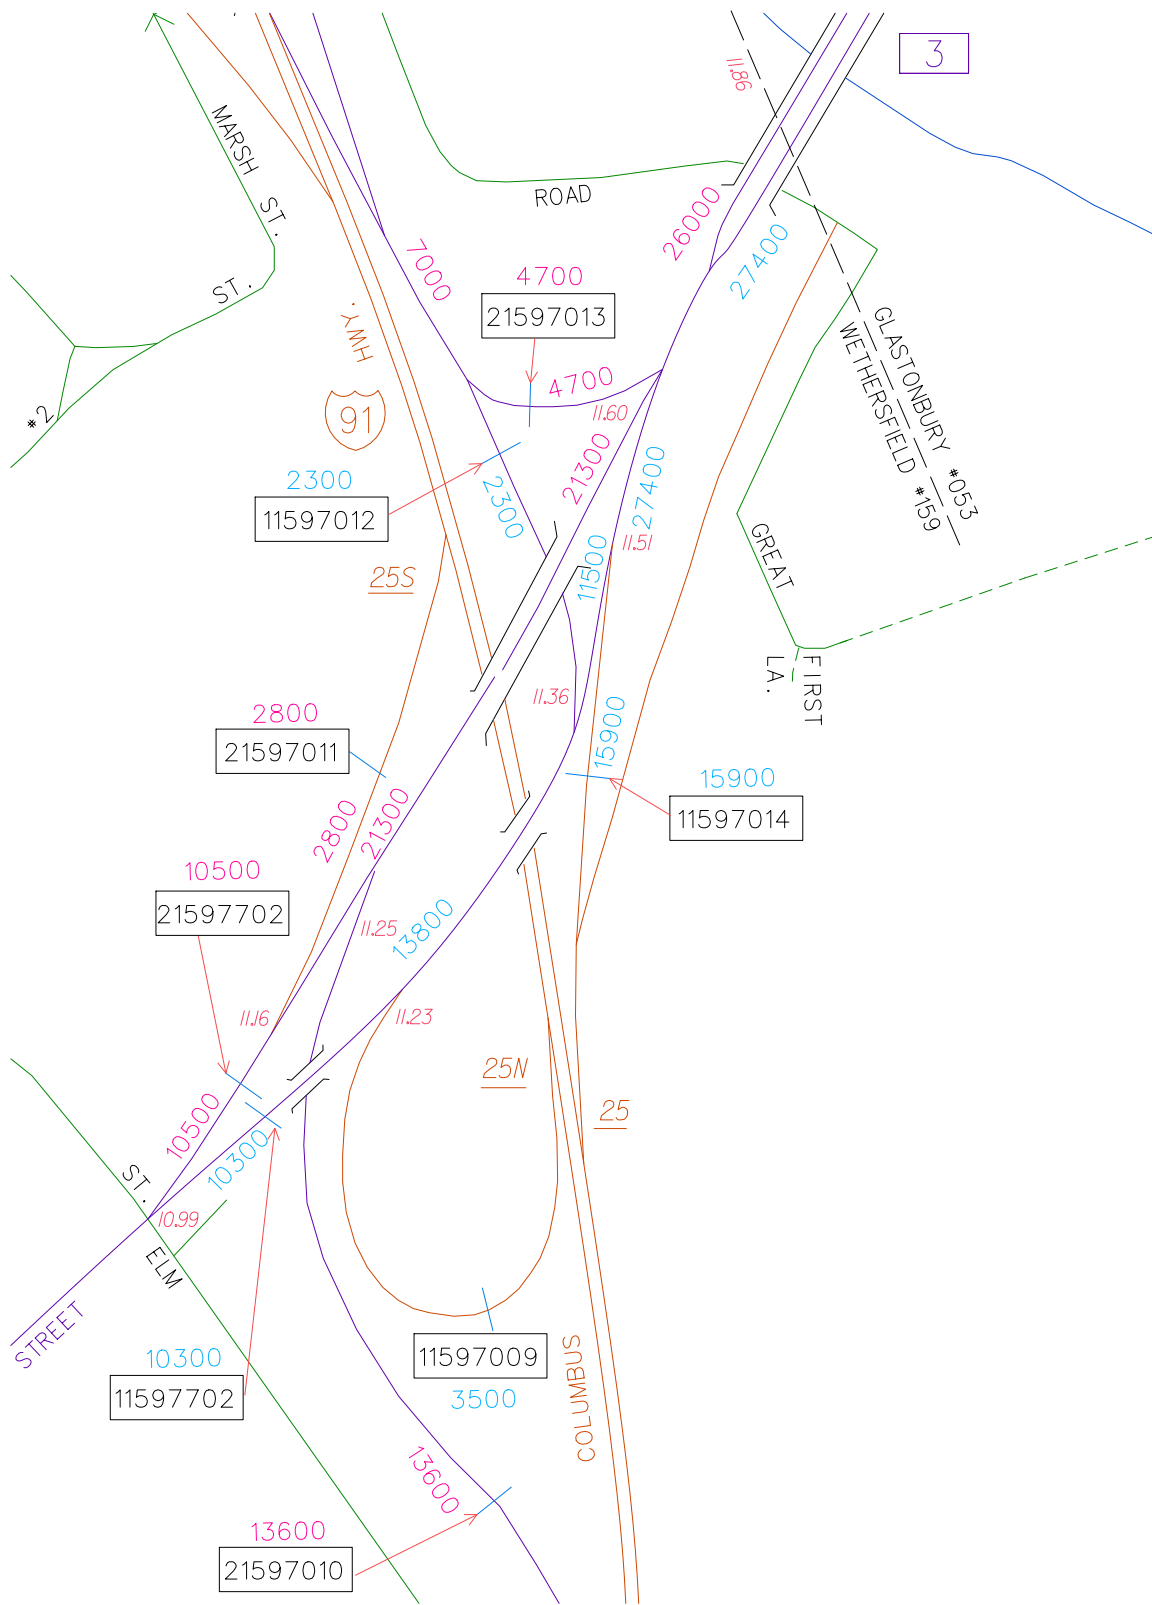 3
11.86
MARSH ST.
ROAD
26000
27400
ST.
7000
4700
21597013
HWY.
91
4700
11.60
GLASTONBURY #053
WETHERSFIELD #159
#2
2300
11597012
2300
21300
27400
11.51
11500
GREAT
25S
FIRST
LA.
11.36
2800
21597011
15900
15900
11597014
2800
21300
10500
21597702
11.25
13800
11.16
11.23
25N
25
10500
10300
ST.
10.99
ELM
STREET
10300
11597702
11597009
3500
COLUMBUS
13600
13600
21597010